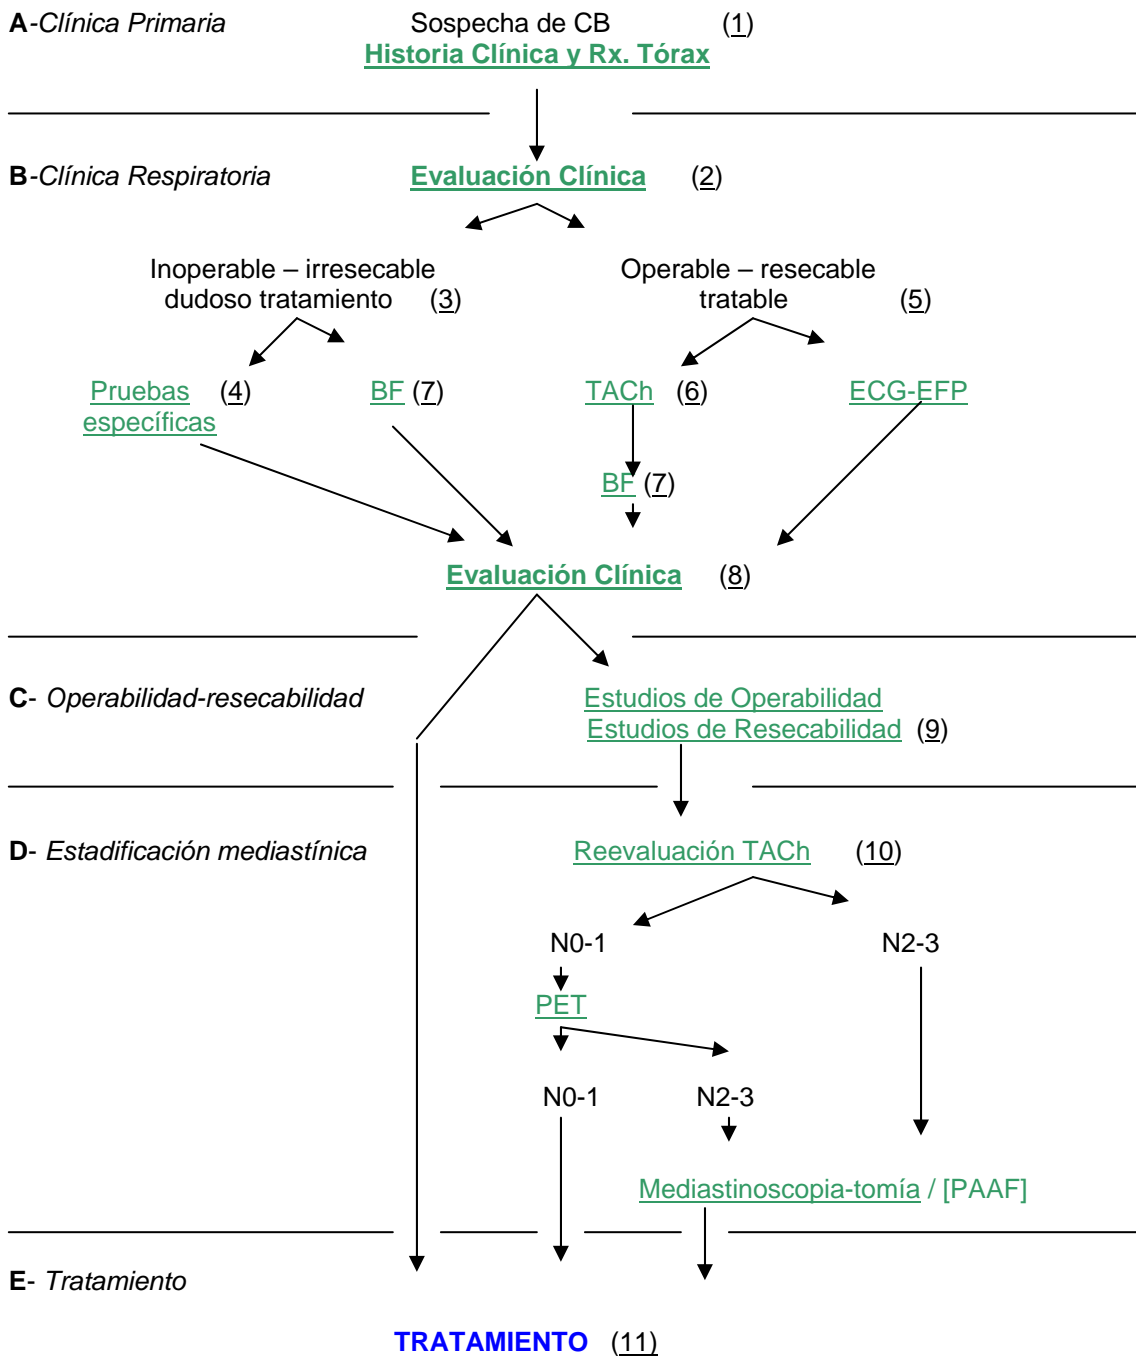 A-Clínica Primaria Sospecha de CB (1)
Historia Clínica y Rx. Tórax
B-Clínica Respiratoria Evaluación Clínica (2)
Inoperable – irresecable Operable – resecable
dudoso tratamiento (3) tratable (5)
Pruebas (4) BF (7) TACh (6) ECG-EFP
específicas
BF (7)
Evaluación Clínica (8)
C- Operabilidad-resecabilidad Estudios de Operabilidad
Estudios de Resecabilidad (9)
D- Estadificación mediastínica Reevaluación TACh (10)
N0-1 N2-3
PET
N0-1 N2-3
Mediastinoscopia-tomía / [PAAF]
E- Tratamiento
TRATAMIENTO (11)